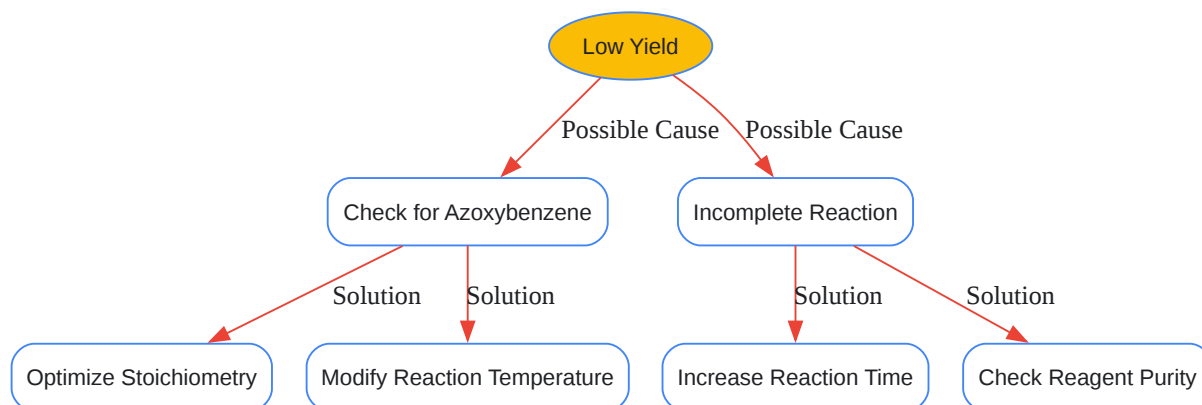 Low Yield
Possible Cause
Possible Cause
Check for Azoxybenzene
Incomplete Reaction
Solution
Solution
Solution
Solution
Optimize Stoichiometry
Modify Reaction Temperature
Increase Reaction Time
Check Reagent Purity